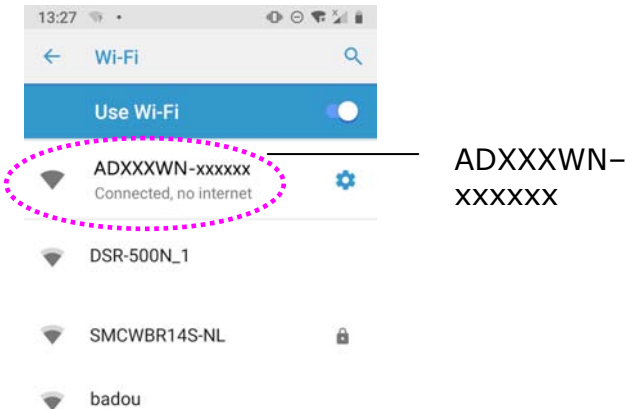 13:27
Wi-Fi
Use Wi-Fi
ADXXXWN-xxxxxx
Connected, no internet
ADXXXWN–
xxxxxx
DSR-500N_1
SMCWBR14S-NL
badou